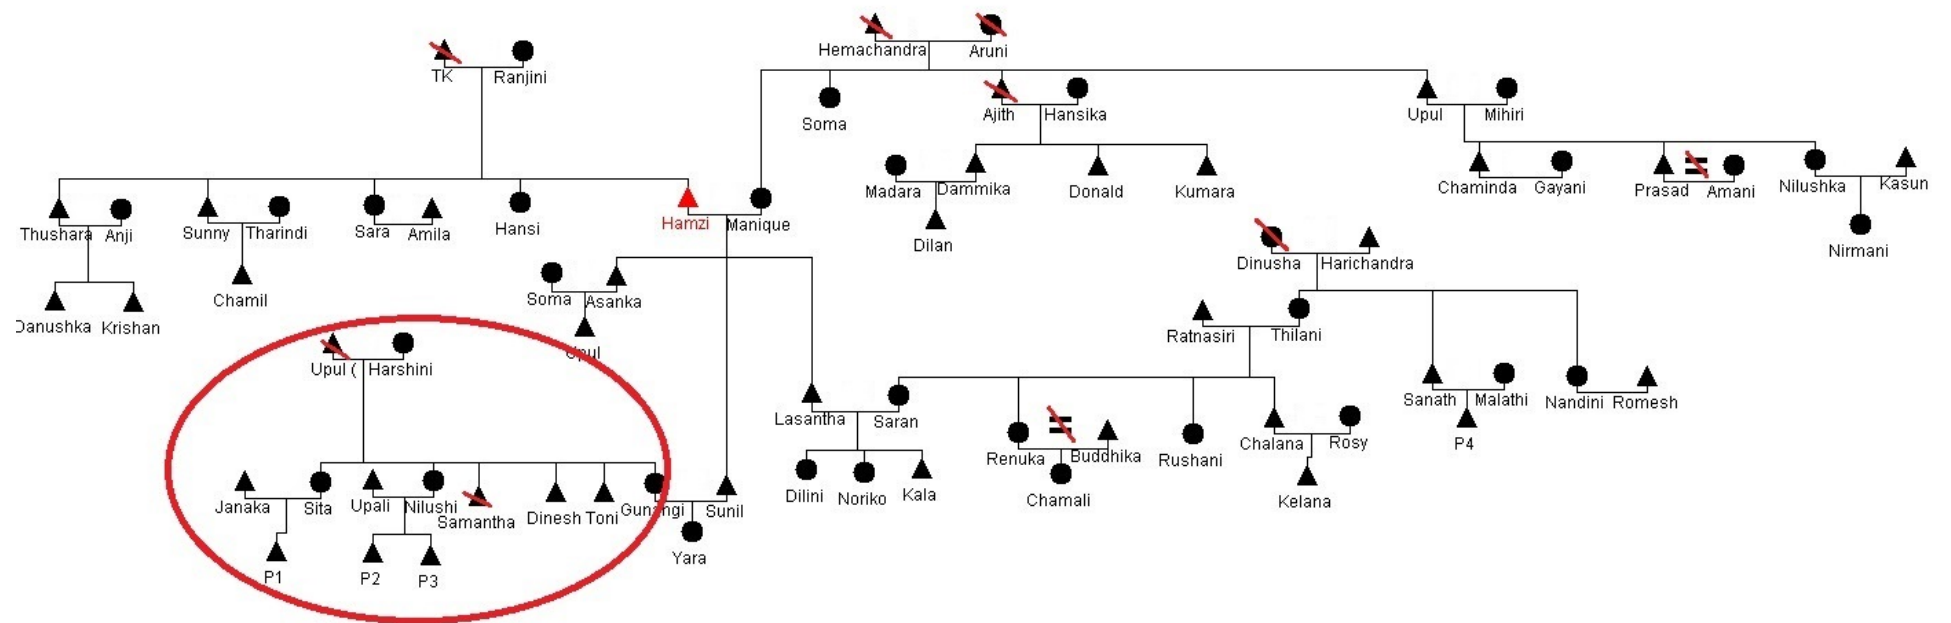 Hemachandra Aruni
TK Ranjini
Soma Ajith Hansika Upul Mihiri
Madara Dammika Donald Kumara Chaminda Gayani Prasad Amani Nilushka Kasun
Thushara Anji Sunny Tharindi Sara Amila Hansi Hamzi Manique
Dilan Nirmani
Dinusha Harichandra
Danushka Krishan Chamil Soma Asanka
Upul
Ratnasiri Thilani
Upul ( Harshini
Lasantha Saran Sanath Malathi Nandini Romesh
Renuka Buddhika Rushani Chalana Rosy P4
Dilini Noriko Kala Chamali Kelana
Janaka Sita Upali Nilushi Samantha Dinesh Toni Gunangi Sunil
Yara
P1 P2 P3